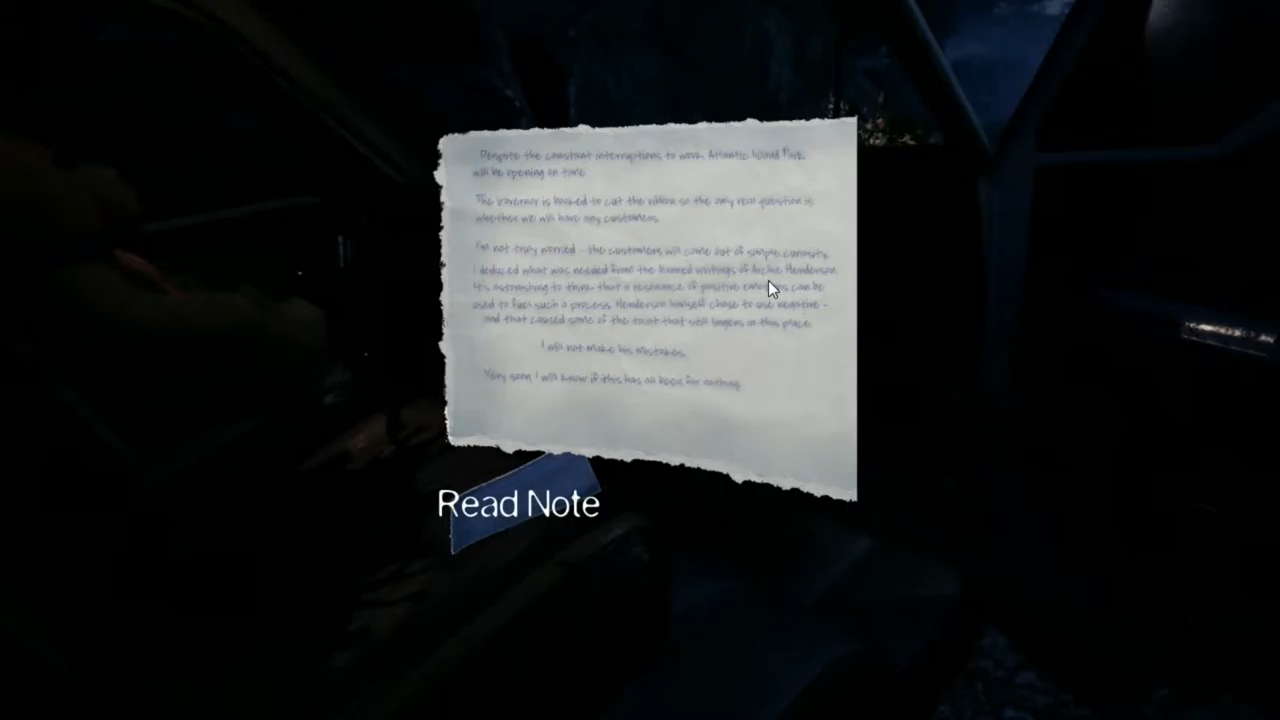 Despite the constant interruptions to work, Atlantic Island Park
will be opening on time.
The Governor is booked to cut the ribbon so the only real question is
whether we will have any customers.
I'm not truly worried - the customers will come out of simple curiosity.
I deduced what was needed from the burned writings of Archie Henderson.
It is astonishing to think that a resonance of positive can be
used to fuel such a process. Henderson himself chose to use negative -
and that caused some of the taint that still lingers in this place.
I will not make his mistakes.
Very soon I will know if this has all been for nothing.
Read Note